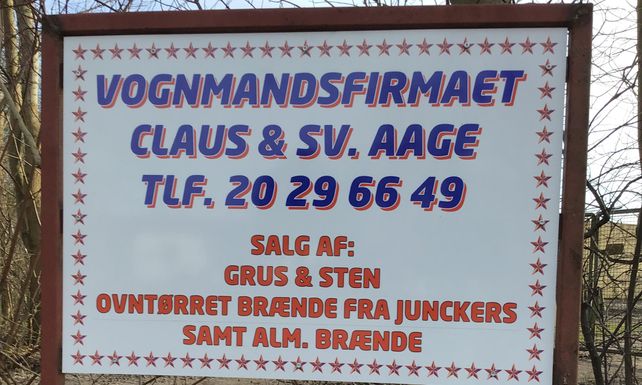 VOGNMANDSFIRMAET
CLAUS & SV. AAGE
TLF. 20 29 66 49
SALG AF:
GRUS & STEN
OVNTØRRET BRÆNDE FRA JUNCKERS
SAMT ALM. BRÆNDE